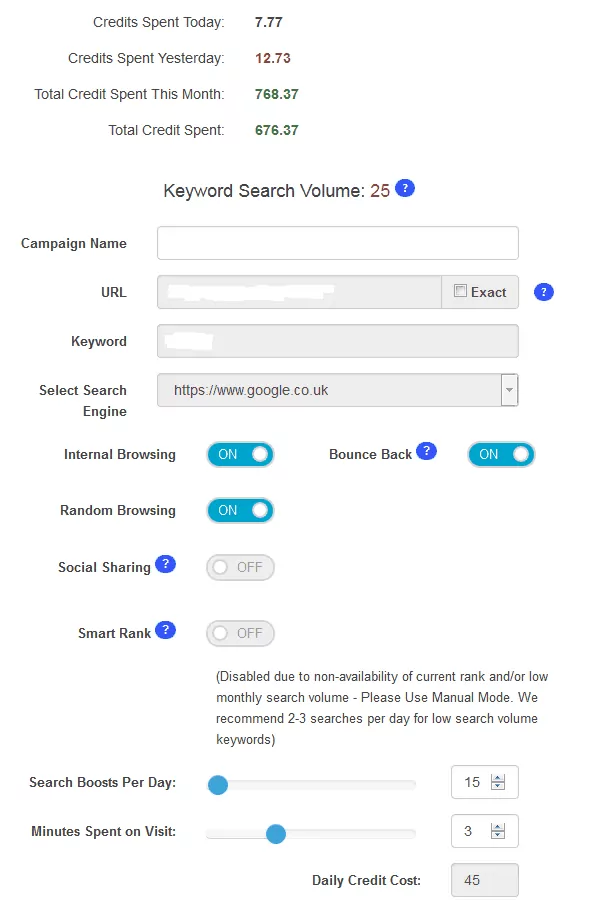 Credits Spent Today: 7.77
Credits Spent Yesterday: 12.73
Total Credit Spent This Month: 768.37
Total Credit Spent: 676.37
Keyword Search Volume: 25 ?
Campaign Name
URL Exact ?
Keyword
Select Search
Engine
https://www.google.co.uk
Internal Browsing ON Bounce Back ? ON
Random Browsing ON
Social Sharing ? OFF
Smart Rank ? OFF
(Disabled due to non-availability of current rank and/or low
monthly search volume - Please Use Manual Mode. We
recommend 2-3 searches per day for low search volume
keywords)
Search Boosts Per Day: 15
Minutes Spent on Visit: 3
Daily Credit Cost: 45